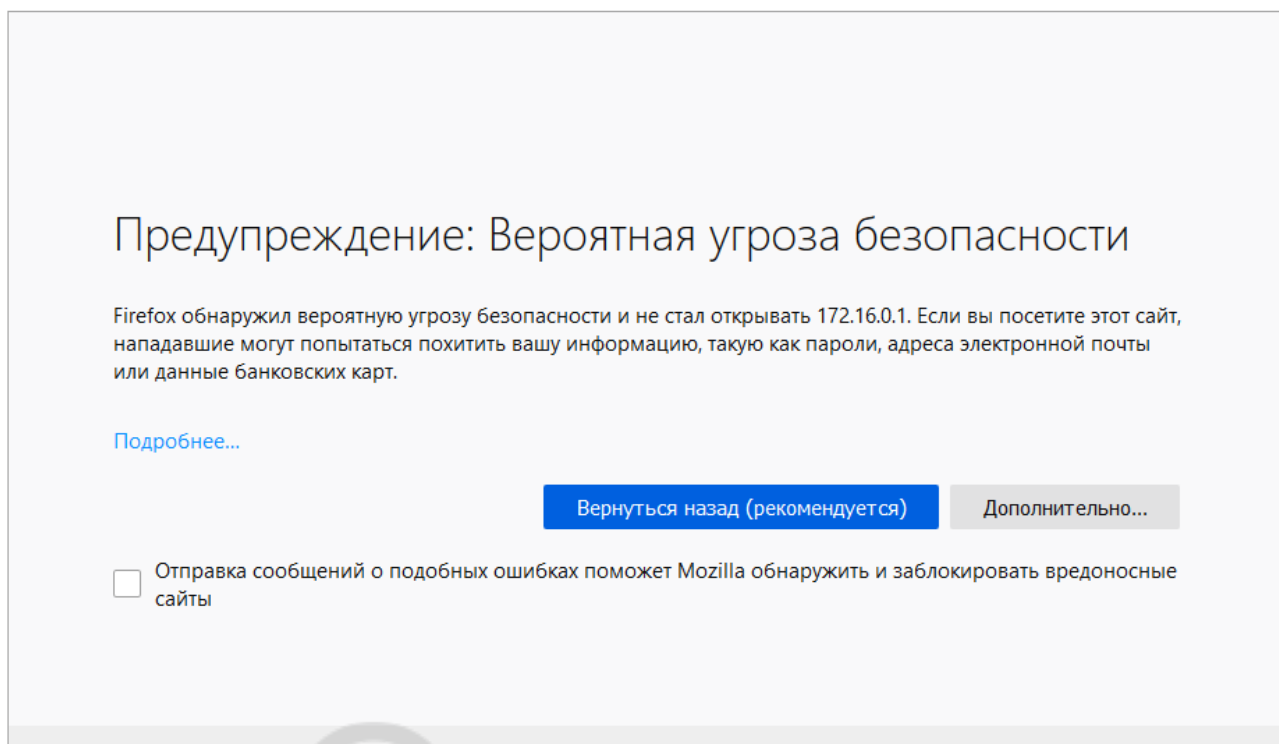 Предупреждение: Вероятная угроза безопасности
Firefox обнаружил вероятную угрозу безопасности и не стал открывать 172.16.0.1. Если вы посетите этот сайт,
нападавшие могут попытаться похитить вашу информацию, такую как пароли, адреса электронной почты
или данные банковских карт.
Подробнее...
Вернуться назад (рекомендуется)
Дополнительно...
Отправка сообщений о подобных ошибках поможет Mozilla обнаружить и заблокировать вредоносные
сайты